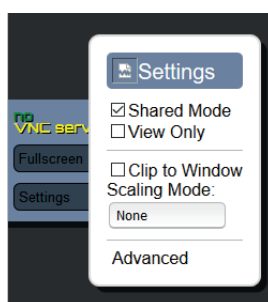 no
VNC serv
Fullscreen
Settings
Settings
Shared Mode
View Only
Clip to Window
Scaling Mode:
None
Advanced